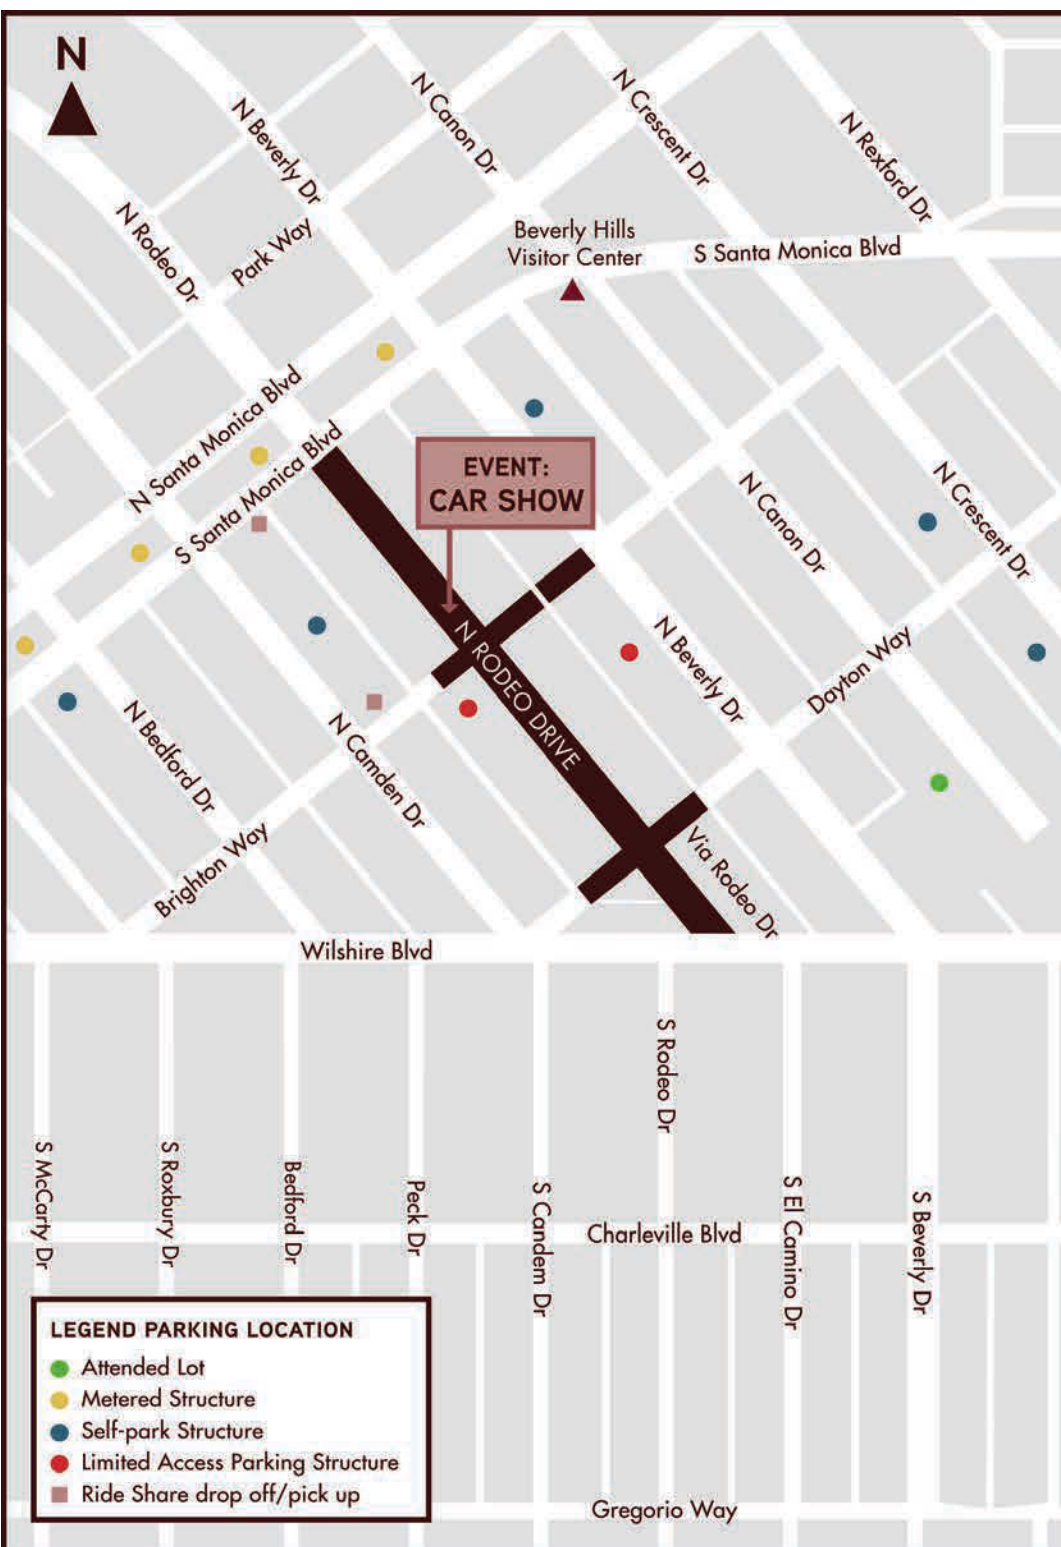 N
N Beverly Dr
N Canon Dr
N Crescent Dr
N Rexford Dr
N Rodeo Dr
Park Way
Beverly Hills
Visitor Center
S Santa Monica Blvd
N Santa Monica Blvd
S Santa Monica Blvd
EVENT:
CAR SHOW
N Canon Dr
N Crescent Dr
N RODEO DRIVE
N Beverly Dr
Dayton Way
N Bedford Dr
N Camden Dr
Brighton Way
Via Rodeo Dr
Wilshire Blvd
S Rodeo Dr
S McCarty Dr
S Roxbury Dr
Bedford Dr
Peck Dr
S Candem Dr
S El Camino Dr
S Beverly Dr
Charleville Blvd
LEGEND PARKING LOCATION
Attended Lot
Metered Structure
Self-park Structure
Limited Access Parking Structure
Ride Share drop off/pick up
Gregorio Way